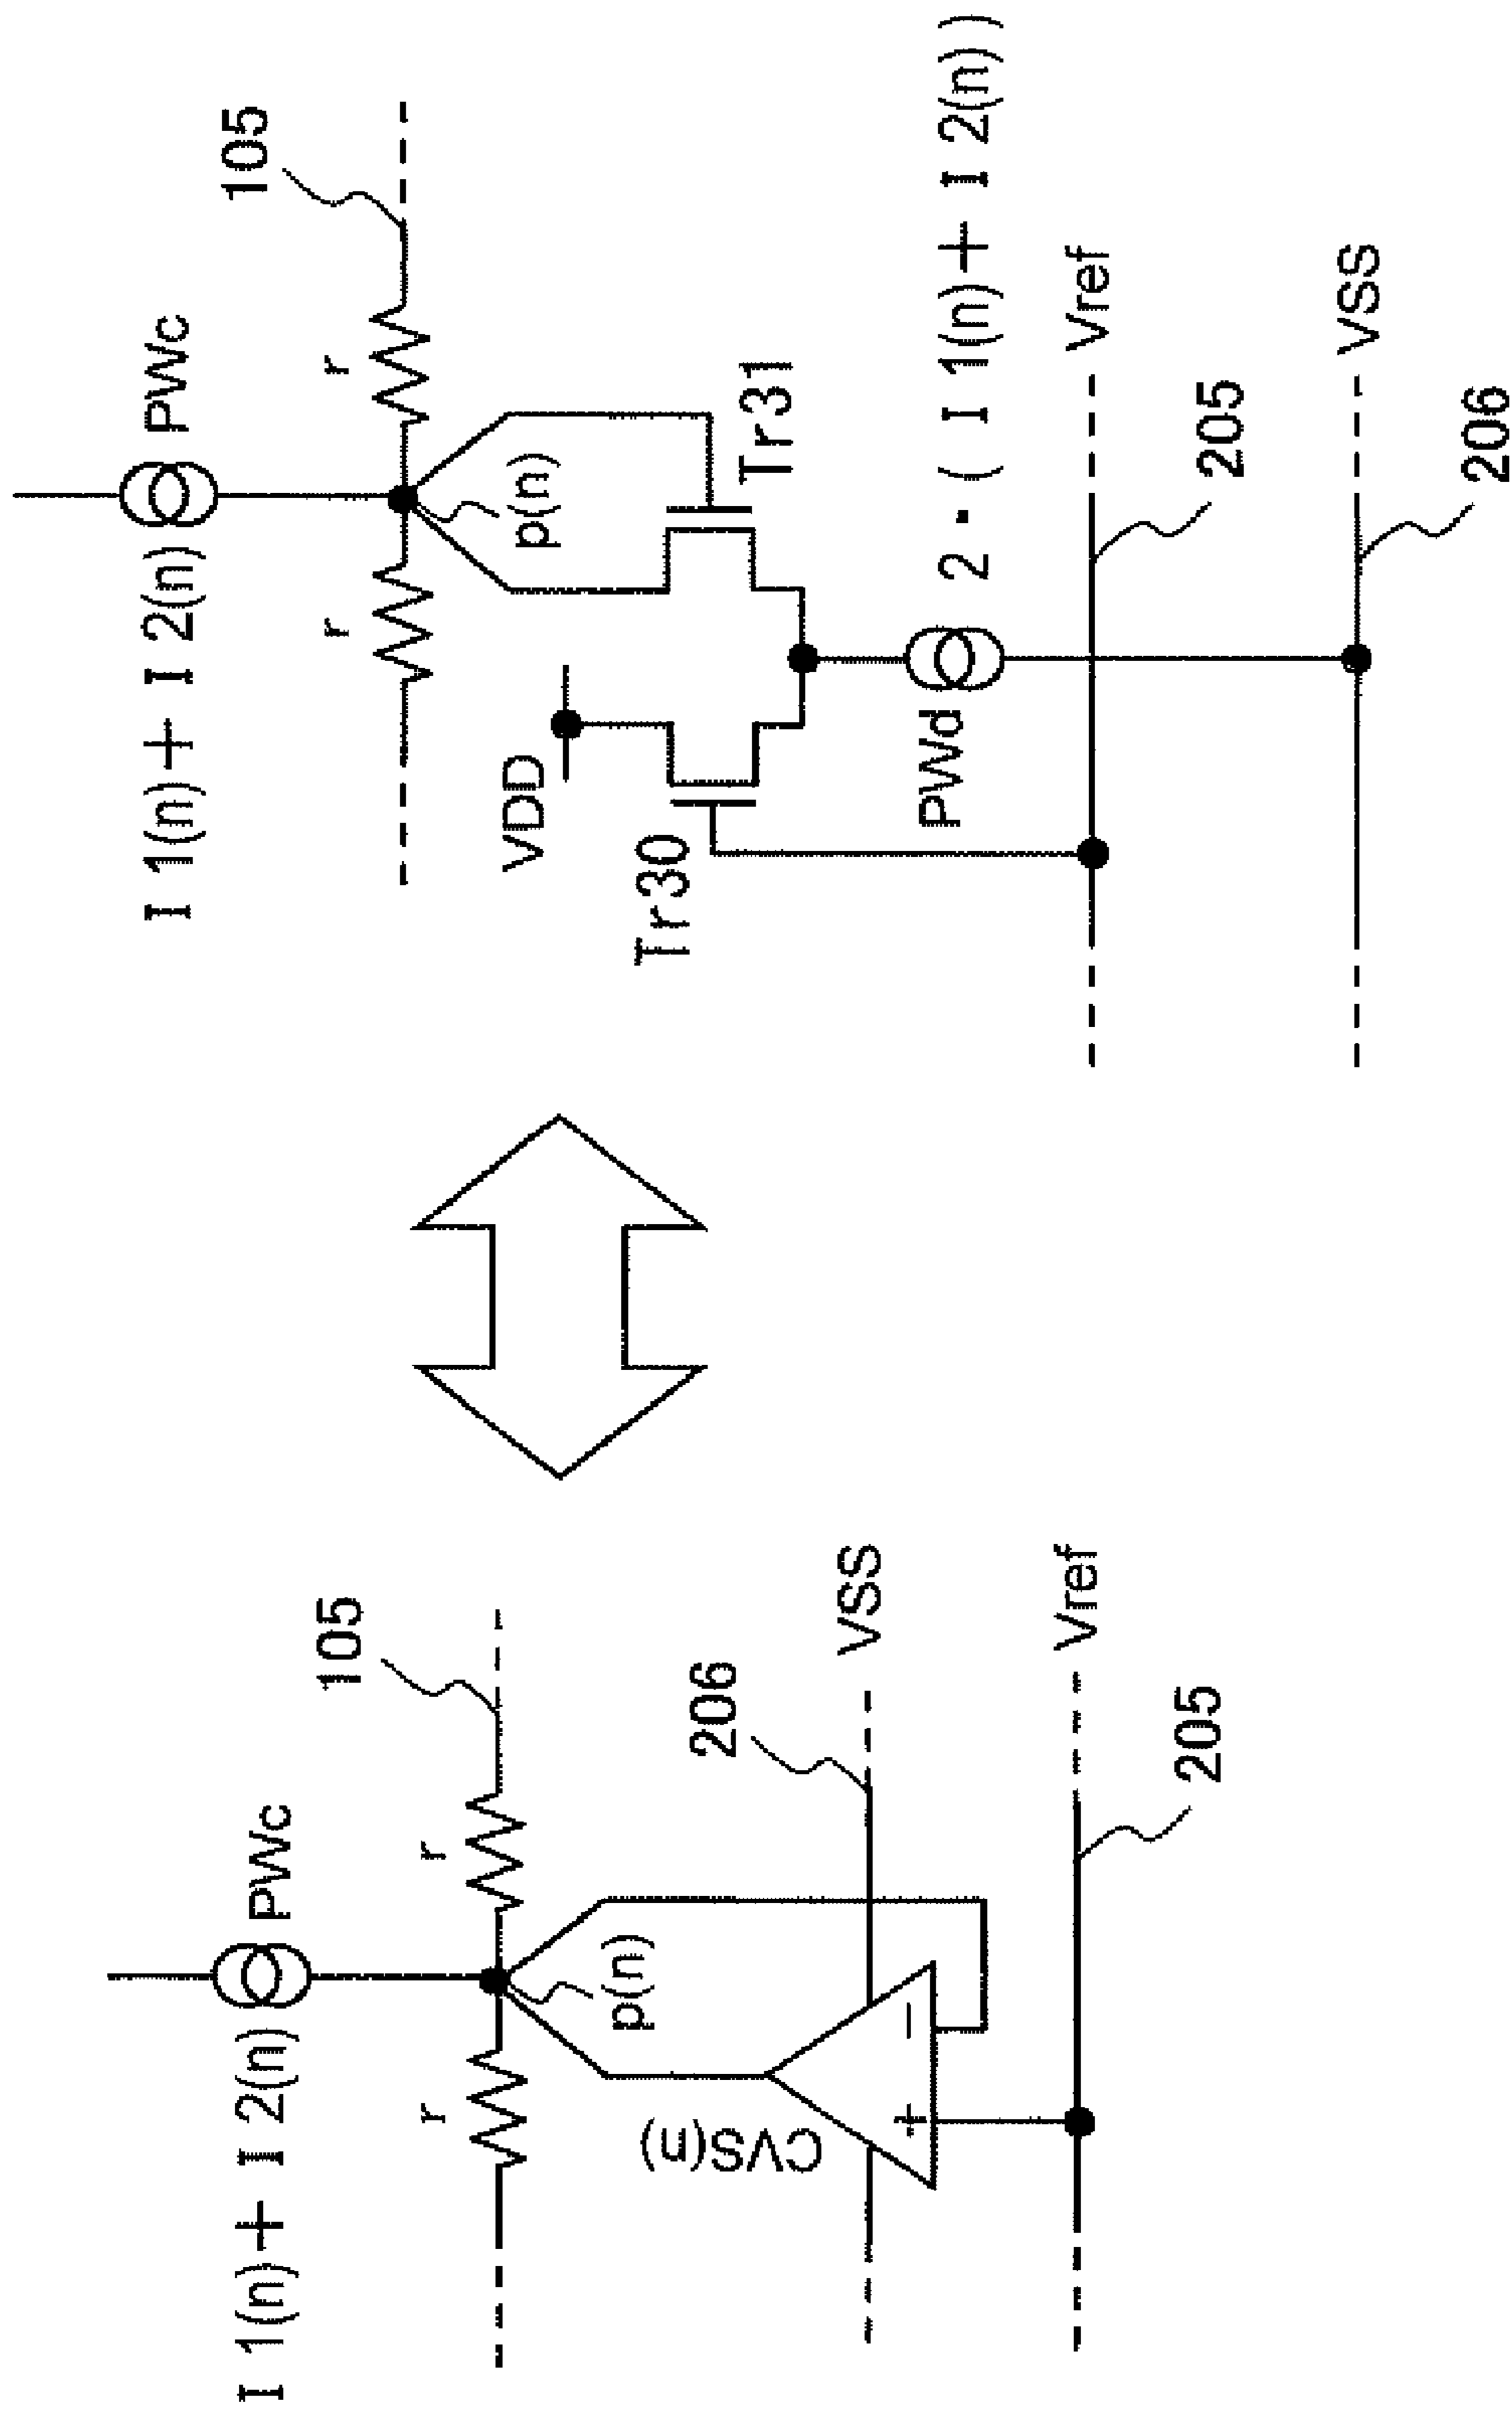 I 1(n)+ I 2(n)
PWc
105
r
r
p(n)
CVS(n)
+
−
206
VSS
Vref
205
I 1(n)+ I 2(n)
PWc
105
r
r
p(n)
VDD
Tr30
Tr31
PWd
2・( I 1(n)+ I 2(n))
Vref
205
VSS
206